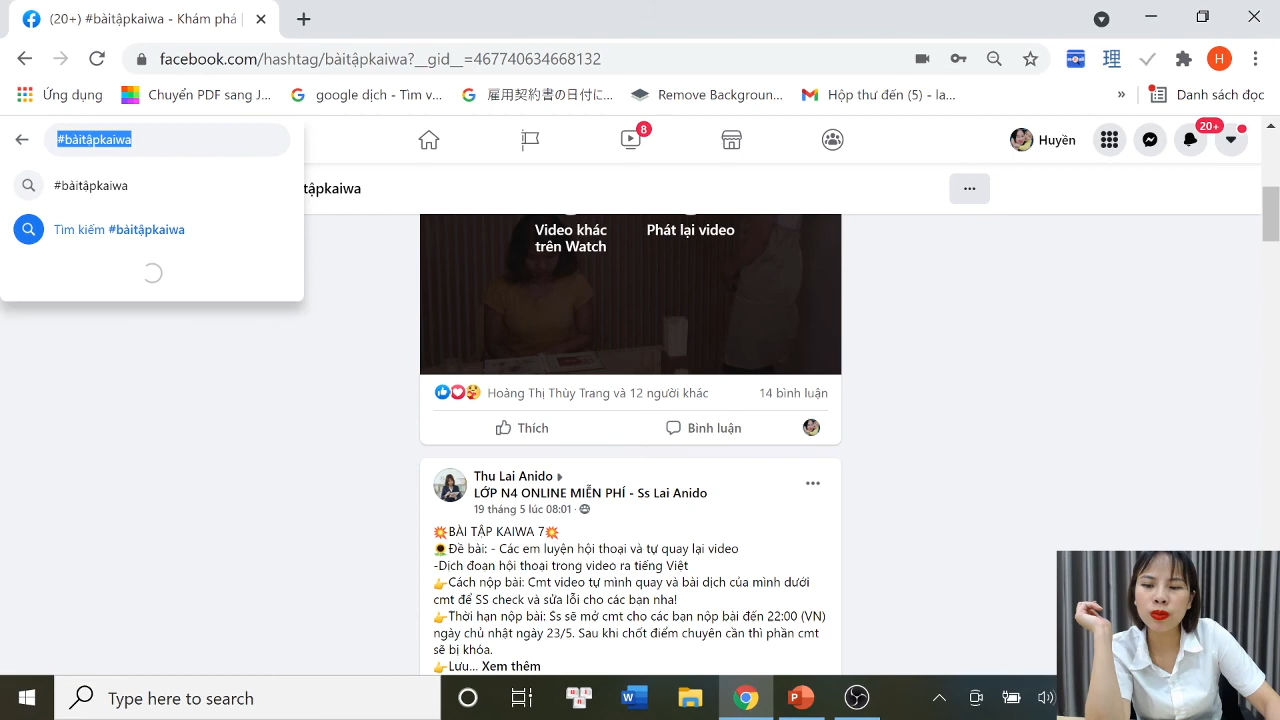 (20+) #bàitậpkaiwa - Khám phá
facebook.com/hashtag/bàitậpkaiwa?__gid__=467740634668132
H
Ứng dụng
Chuyển PDF sang J...
google dịch - Tìm v...
雇用契約書の日付に...
Remove Backgroun...
Hộp thư đến (5) - la...
»
Danh sách đọc
理
#bàitậpkaiwa
8
Huyền
20+
#bàitậpkaiwa
tậpkaiwa
Tìm kiếm #bàitậpkaiwa
Video khác
trên Watch
Phát lại video
Hoàng Thị Thùy Trang và 12 người khác
14 bình luận
Thích
Bình luận
Thu Lai Anido
LỚP N4 ONLINE MIỄN PHÍ - Ss Lai Anido
19 tháng 5 lúc 08:01 ·
💥BÀI TẬP KAIWA 7💥
🌻Đề bài: - Các em luyện hội thoại và tự quay lại video
-Dịch đoạn hội thoại trong video ra tiếng Việt
👉Cách nộp bài: Cmt video tự mình quay và bài dịch của mình dưới
cmt để SS check và sửa lỗi cho các bạn nha!
👉Thời hạn nộp bài: Ss sẽ mở cmt cho các bạn nộp bài đến 22:00 (VN)
ngày chủ nhật ngày 23/5. Sau khi chốt điểm chuyên cần thì phần cmt
sẽ bị khóa.
👉Lưu... Xem thêm
Type here to search